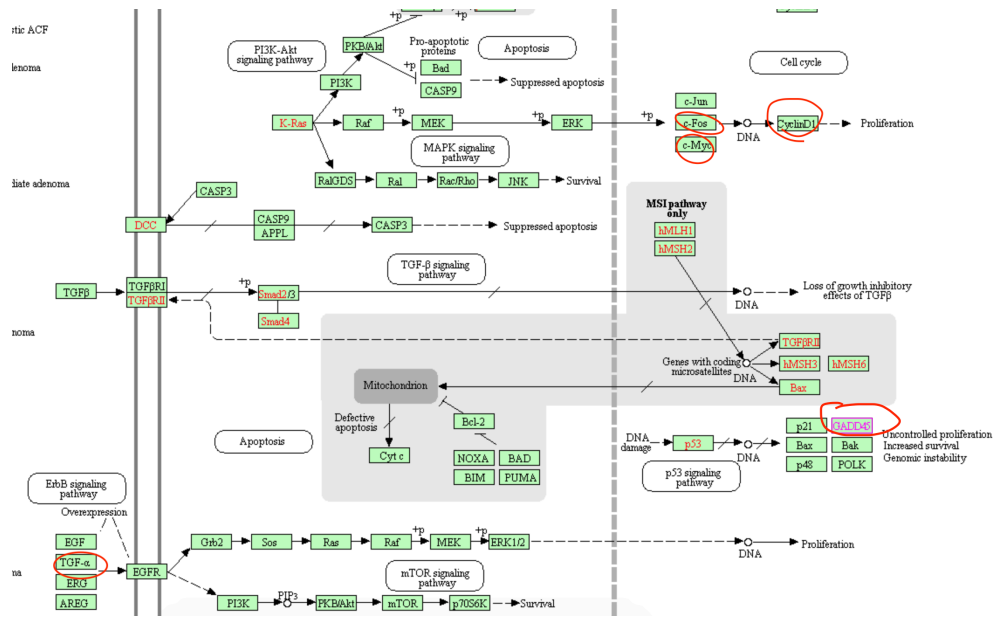 +p
+p
stic ACF
PKB/Akt
PI3K-Akt
signaling pathway
Pro-apoptotic
proteins
Apoptosis
Cell cycle
lenoma
+p
Bad
PI3K
CASP9
Suppressed apoptosis
c-Jun
K-Ras
Raf
+p
MEK
+p
ERK
+p
c-Fos
DNA
CyclinD1
Proliferation
c-Myc
MAPK signaling
pathway
diate adenoma
CASP3
RalGDS
Ral
Rac/Rho
JNK
Survival
MSI pathway
only
DCC
CASP9
APPL
CASP3
Suppressed apoptosis
hMLH1
hMSH2
TGF-β signaling
pathway
TGFβ
TGFβRI
TGFβRII
+p
Smad2/3
Smad4
DNA
Loss of growth inhibitory
effects of TGFβ
noma
TGFβRII
Genes with coding
microsatellites
DNA
hMSH3
hMSH6
Bax
Mitochondrion
Defective
apoptosis
Bcl-2
Cyt c
NOXA
BAD
BIM
PUMA
Apoptosis
DNA
damage
p53
DNA
p21
GADD45
Bax
Bak
p48
POLK
Uncontrolled proliferation
Increased survival
Genomic instability
p53 signaling
pathway
ErbB signaling
pathway
Overexpression
EGF
TGF-α
ERG
AREG
EGFR
Grb2
Sos
Ras
Raf
+p
MEK
+p
ERK1/2
DNA
Proliferation
ma
mTOR signaling
pathway
PI3K
PIP3
PKB/Akt
mTOR
p70S6K
Survival